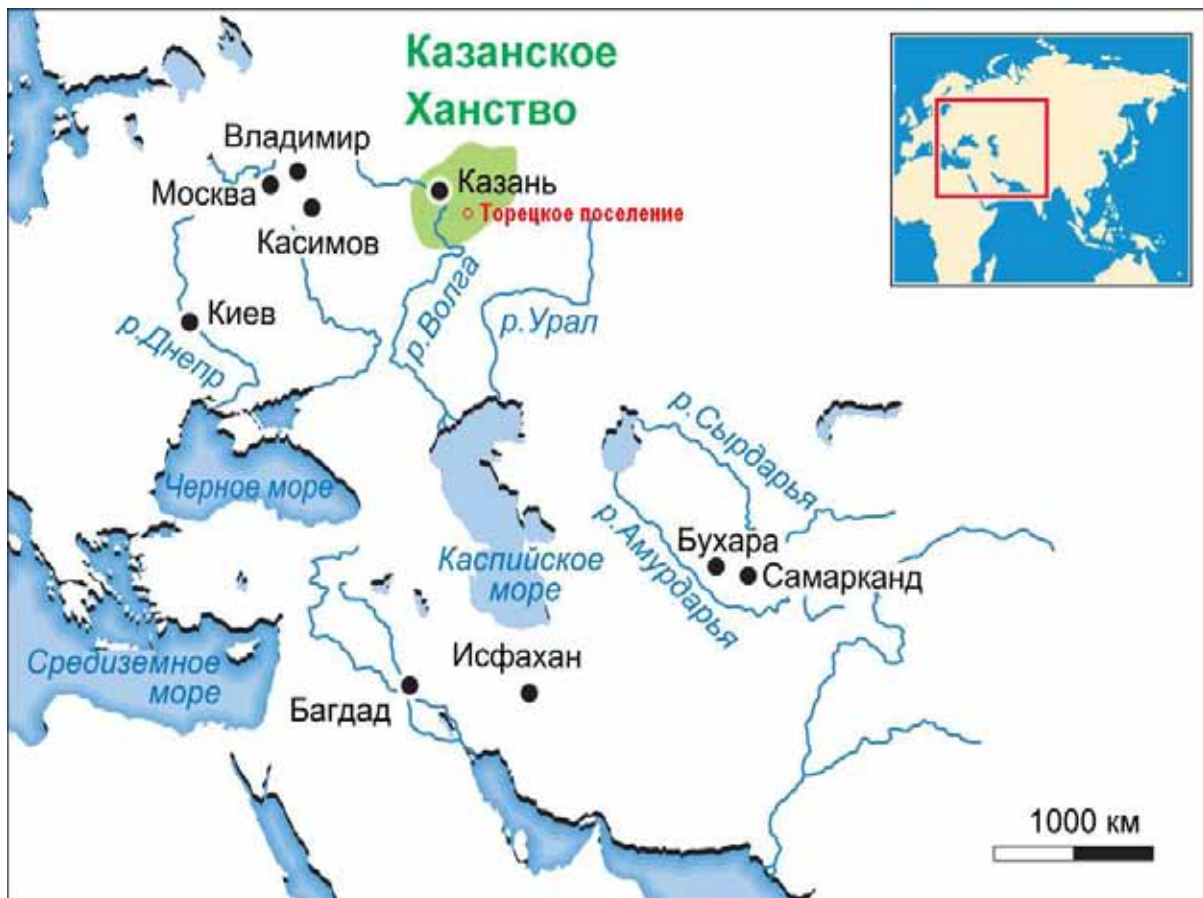 Казанское
Ханство
Владимир
Москва
Казань
Торецкое поселение
Касимов
Киев
р.Днепр
р.Волга
р.Урал
р.Сырдарья
Черное море
р.Амурдарья
Бухара
Самарканд
Каспийское
море
Средиземное
море
Исфахан
Багдад
1000 км